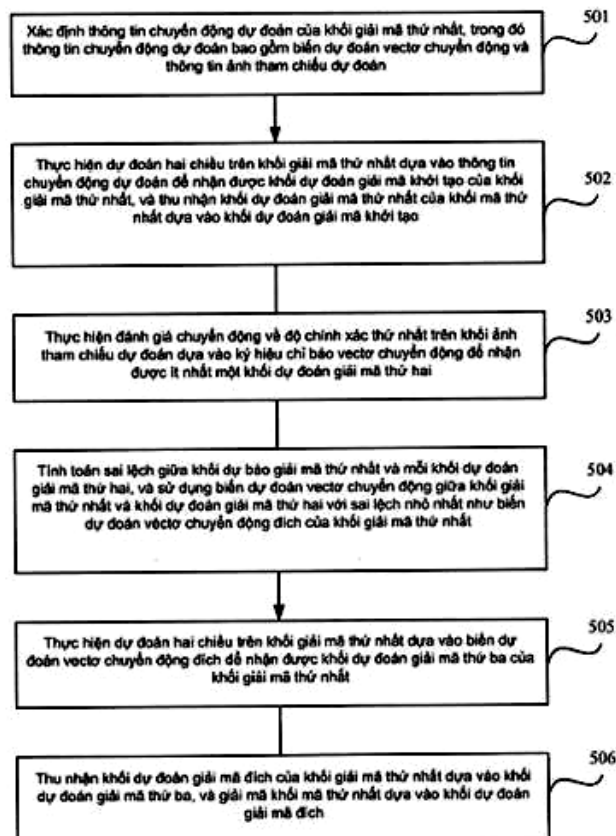 Xác định thông tin chuyển động dự đoán của khối giải mã thứ nhất, trong đó
thông tin chuyển động dự đoán bao gồm biến dự đoán vectơ chuyển động và
thông tin ảnh tham chiếu dự đoán
501
Thực hiện dự đoán hai chiều trên khối giải mã thứ nhất dựa vào thông tin
chuyển động dự đoán để nhận được khối dự đoán giải mã khởi tạo của khối
giải mã thứ nhất, và thu nhận khối dự đoán giải mã thứ nhất của khối mã thứ
nhất dựa vào khối dự đoán giải mã khởi tạo
502
Thực hiện đánh giá chuyển động về độ chính xác thứ nhất trên khối ảnh
tham chiếu dự đoán dựa vào ký hiệu chỉ báo vectơ chuyển động để nhận
được ít nhất một khối dự đoán giải mã thứ hai
503
Tính toán sai lệch giữa khối dự báo giải mã thứ nhất và mỗi khối dự đoán
giải mã thứ hai, và sử dụng biến dự đoán vectơ chuyển động giữa khối giải
mã thứ nhất và khối dự đoán giải mã thứ hai với sai lệch nhỏ nhất như biến
dự đoán véctơ chuyển động đích của khối giải mã thứ nhất
504
Thực hiện dự đoán hai chiều trên khối giải mã thứ nhất dựa vào biến dự
đoán vectơ chuyển động đích để nhận được khối dự đoán giải mã thứ ba của
khối giải mã thứ nhất
505
Thu nhận khối dự đoán giải mã đích của khối giải mã thứ nhất dựa vào khối
dự đoán giải mã thứ ba, và giải mã khối mã thứ nhất dựa vào khối dự đoán
giải mã đích
506